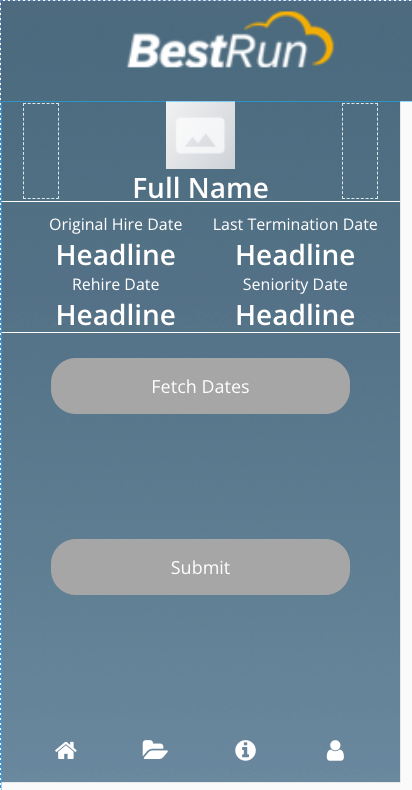 BestRun
Full Name
Original Hire Date Last Termination Date
Headline Headline
Rehire Date Seniority Date
Headline Headline
Fetch Dates
Submit